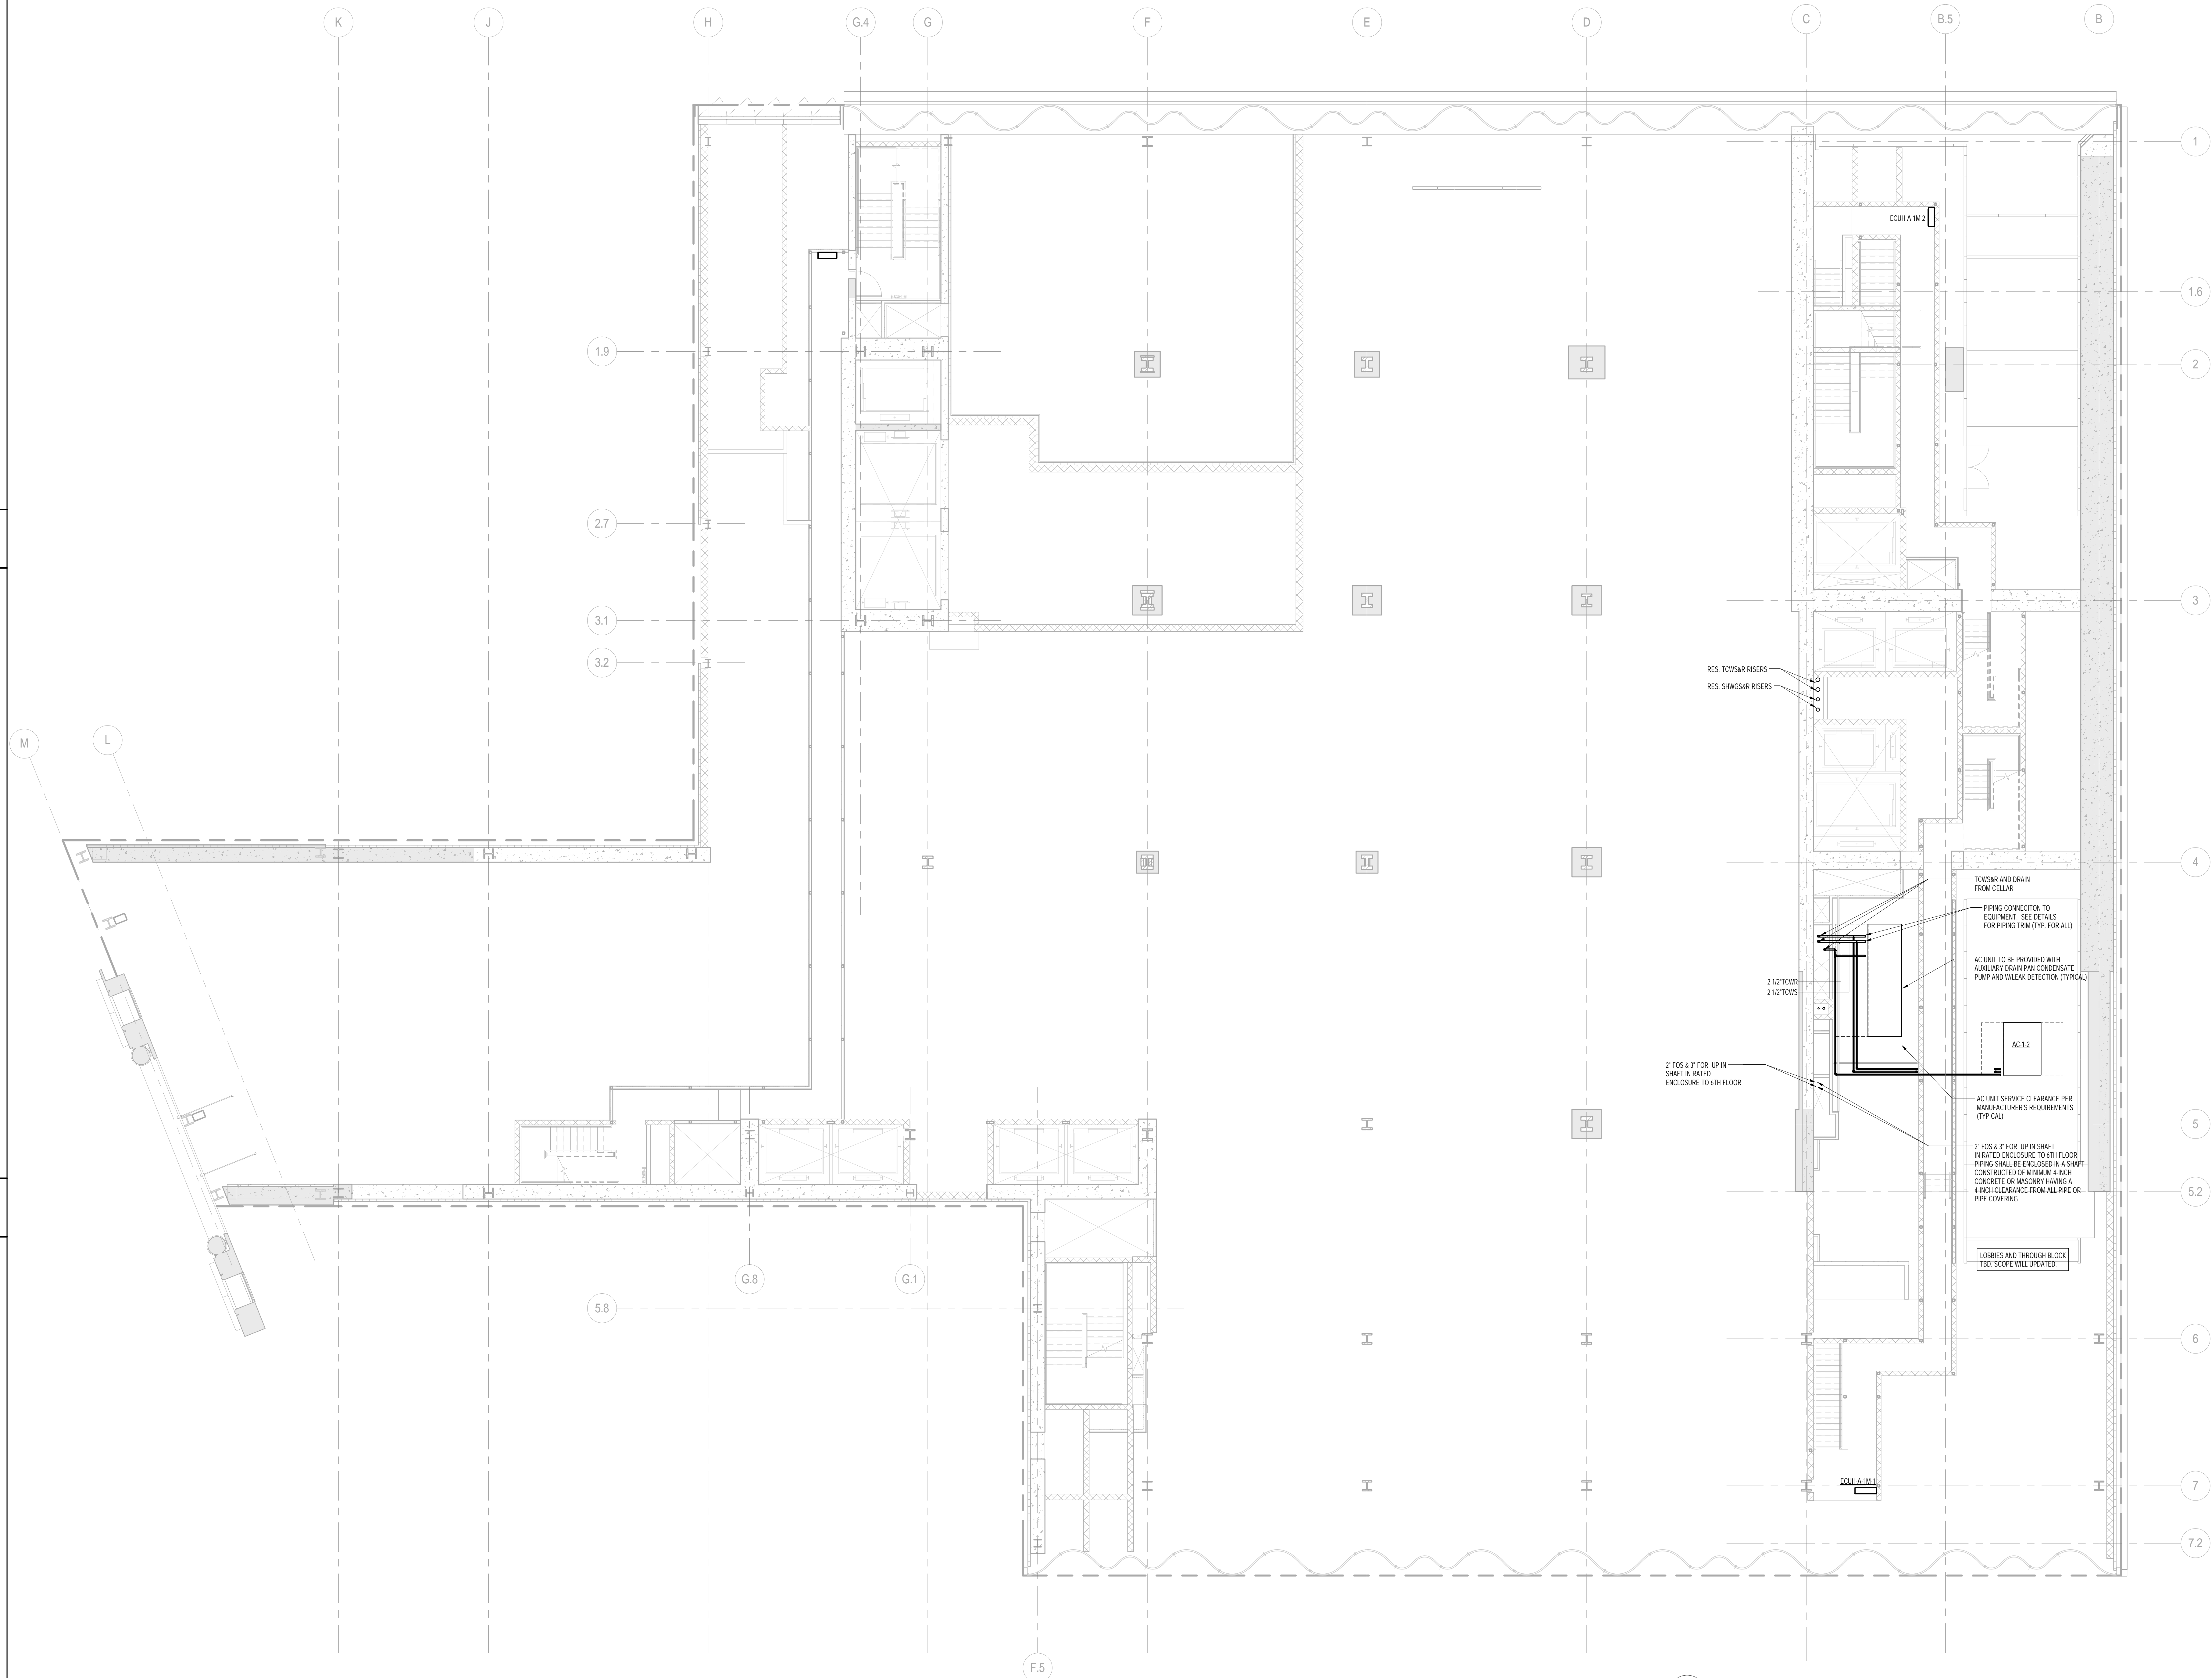 K
J
H
G.4
G
F
E
D
C
B.5
B
1
ECUH-A-1M-2
1.6
1.9
2
2.7
3
3.1
3.2
RES. TCWS&R RISERS
RES. SHWGS&R RISERS
M
L
4
TCWS&R AND DRAIN
FROM CELLAR
PIPING CONNECITON TO
EQUIPMENT. SEE DETAILS
FOR PIPING TRIM (TYP. FOR ALL)
AC UNIT TO BE PROVIDED WITH
AUXILIARY DRAIN PAN CONDENSATE
PUMP AND W/LEAK DETECTION (TYPICAL)
2 1/2"TCWR
2 1/2"TCWS
AC-1-2
2" FOS & 3" FOR UP IN
SHAFT IN RATED
ENCLOSURE TO 6TH FLOOR
AC UNIT SERVICE CLEARANCE PER
MANUFACTURER'S REQUIREMENTS
(TYPICAL)
5
2" FOS & 3" FOR UP IN SHAFT
IN RATED ENCLOSURE TO 6TH FLOOR
PIPING SHALL BE ENCLOSED IN A SHAFT
CONSTRUCTED OF MINIMUM 4-INCH
CONCRETE OR MASONRY HAVING A
4-INCH CLEARANCE FROM ALL PIPE OR
PIPE COVERING
5.2
LOBBIES AND THROUGH BLOCK
TBD. SCOPE WILL UPDATED.
G.8
G.1
5.8
6
ECUH-A-1M-1
7
7.2
F.5